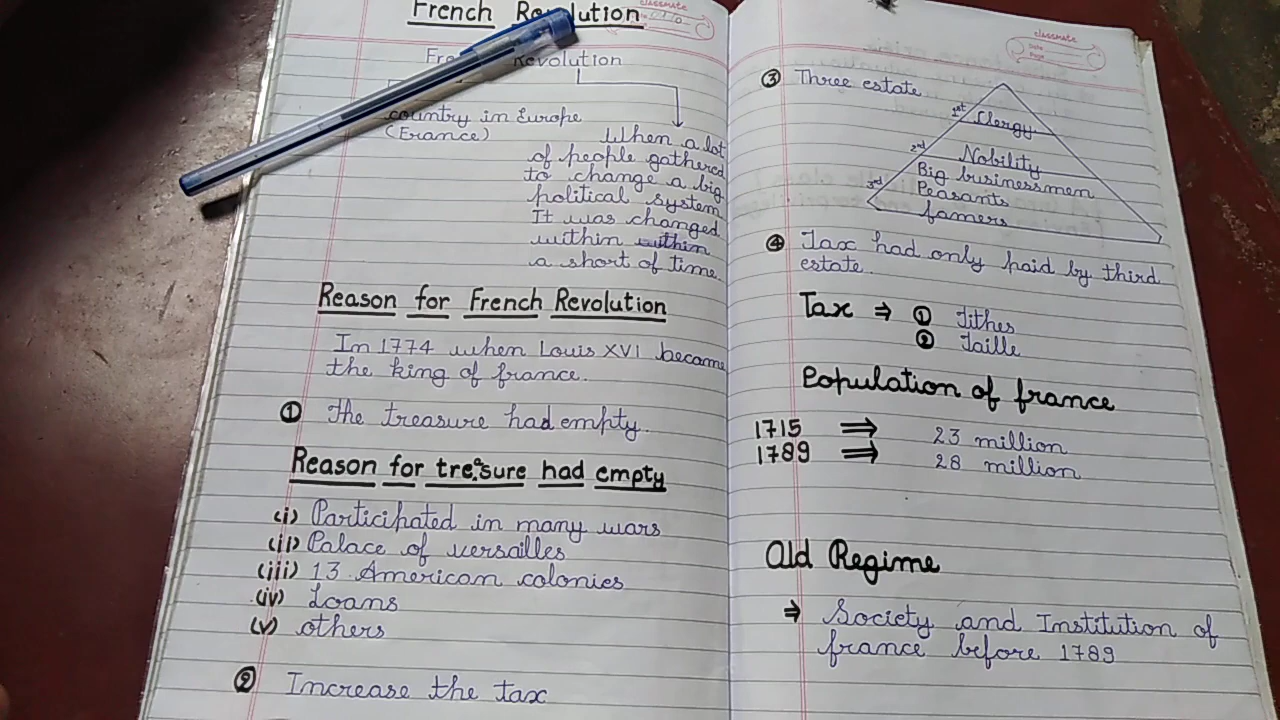 French Revolution
classmate
Revolution
country in Europe
(France)
When a lot
of people gathered
to change a big
political system
It was changed
within within
a short of time
Reason for French Revolution
In 1774 when Louis XVI became
the king of france.
① The treasure had empty.
Reason for treasure had empty
(i) Participated in many wars
(ii) Palace of versailles
(iii) 13 American colonies
(iv) Loans
(v) others
② Increase the tax
classmate
Date
Page
③ Three estate
1st Clergy
2nd Nobility
Big businessmen
3rd Peasants
famers
④ Tax had only paid by third
estate.
Tax ⇒ ① Tithes
② Taille
Population of france
1715 ⇒ 23 million
1789 ⇒ 28 million
Old Regime
⇒ Society and Institution of
france before 1789